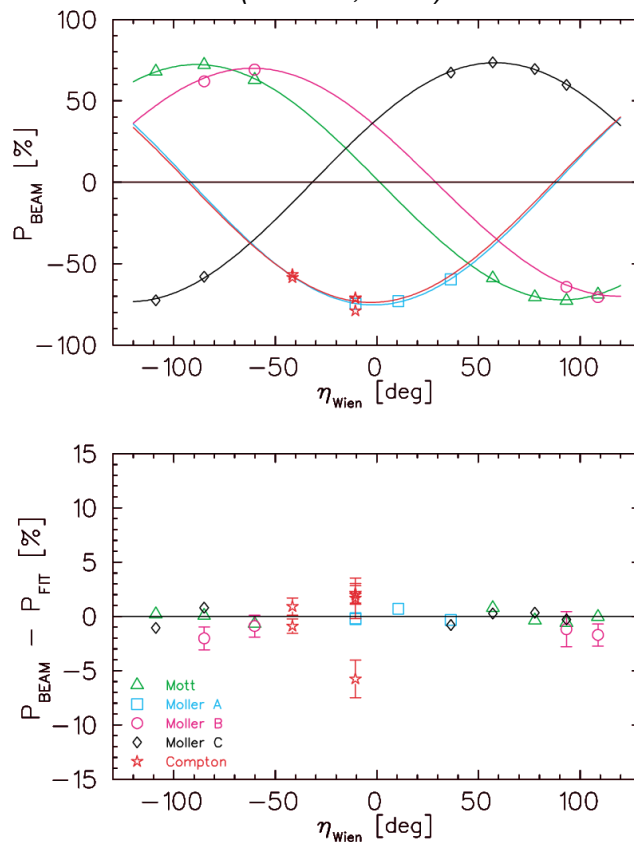 100
50
0
−50
−100
P_BEAM [%]
−100 −50 0 50 100
η_Wien [deg]
15
10
5
0
−5
−10
−15
P_BEAM − P_FIT [%]
Mott
Moller A
Moller B
Moller C
Compton
−100 −50 0 50 100
η_Wien [deg]